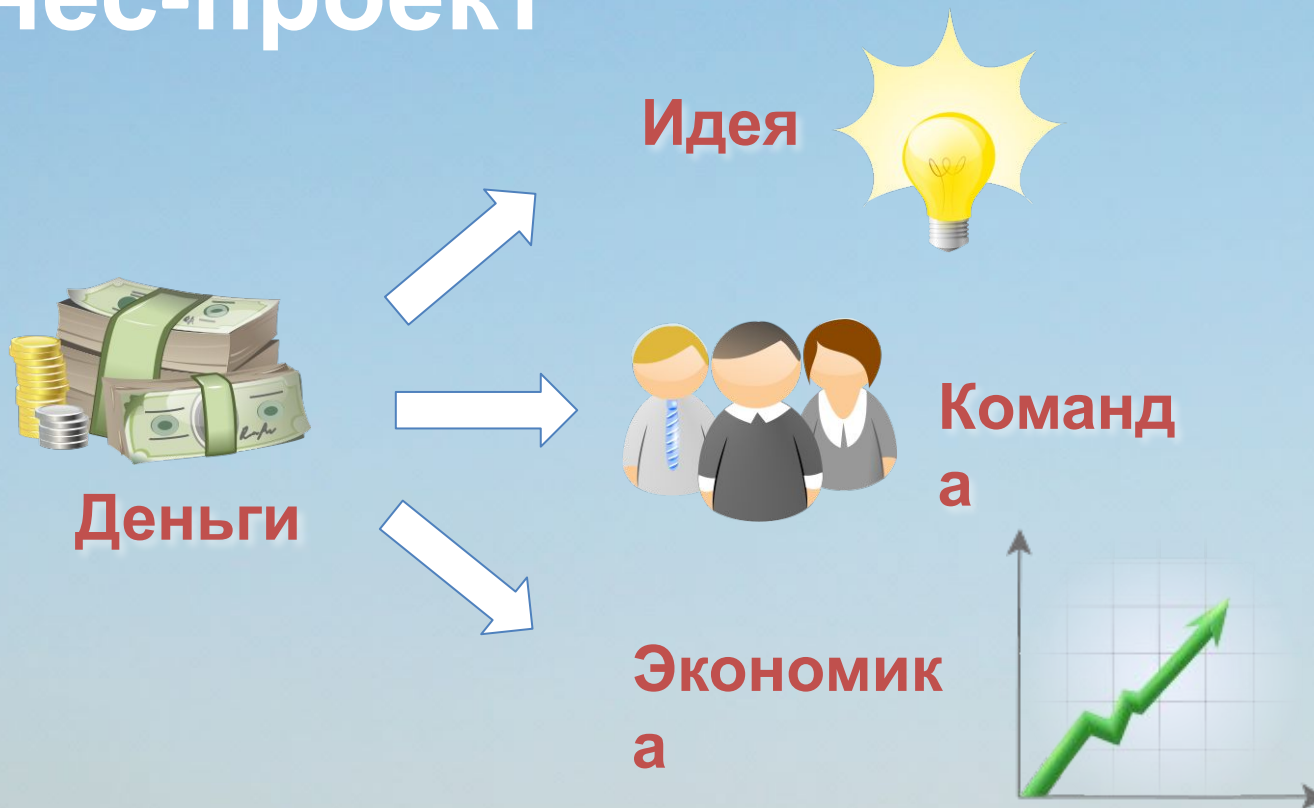 нес-проект
Идея
Команд
а
Деньги
Экономик
а